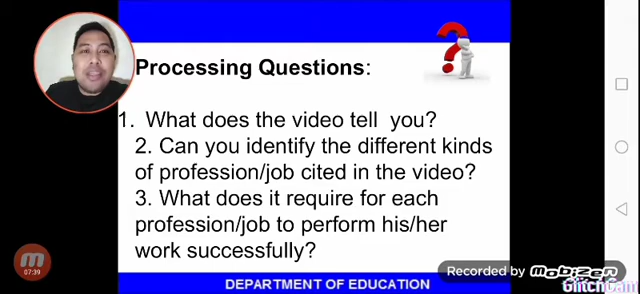 Processing Questions:
1. What does the video tell you?
2. Can you identify the different kinds
of profession/job cited in the video?
3. What does it require for each
profession/job to perform his/her
work successfully?
DEPARTMENT OF EDUCATION
07:39
Recorded by Mobizen
GlitchCam